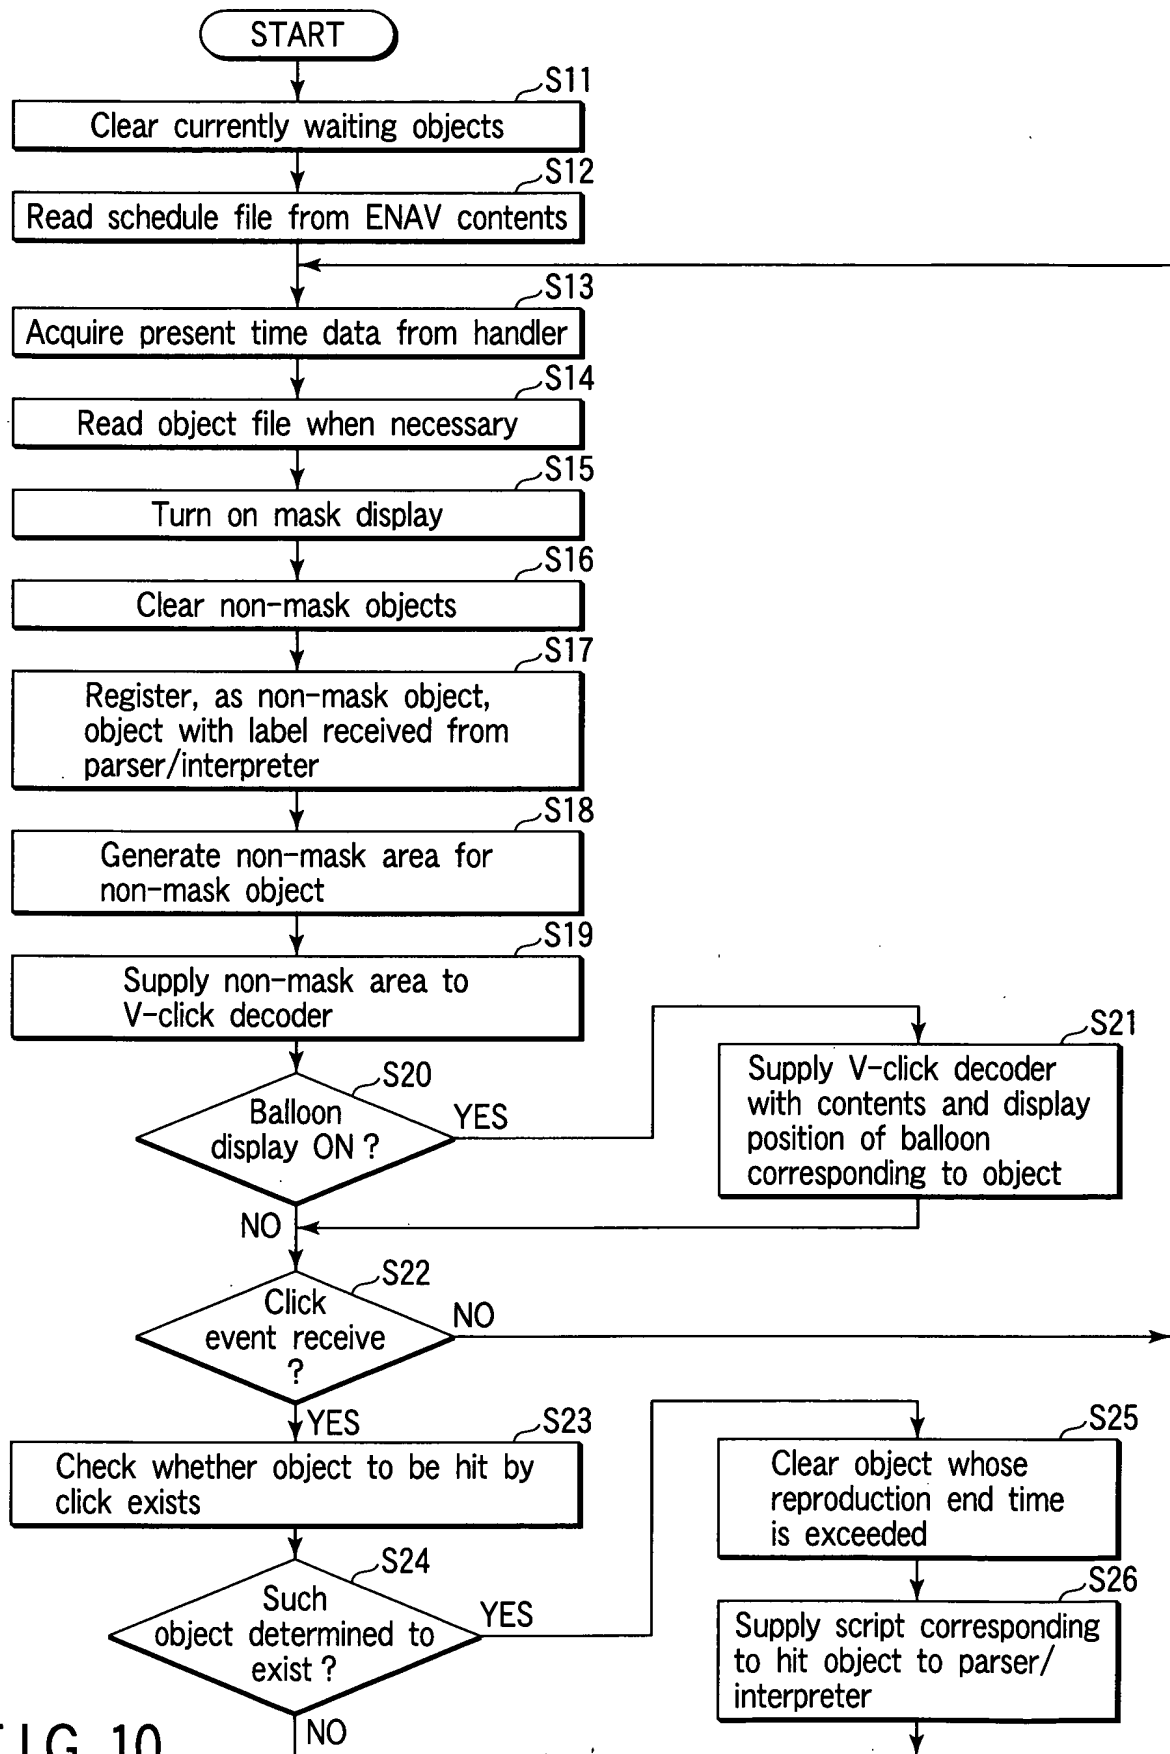 START
S11
Clear currently waiting objects
S12
Read schedule file from ENAV contents
S13
Acquire present time data from handler
S14
Read object file when necessary
S15
Turn on mask display
S16
Clear non-mask objects
S17
Register, as non-mask object,
object with label received from
parser/interpreter
S18
Generate non-mask area for
non-mask object
S19
Supply non-mask area to
V-click decoder
S20
Balloon
display ON ?
YES
NO
S21
Supply V-click decoder
with contents and display
position of balloon
corresponding to object
S22
Click
event receive
?
NO
YES
S23
Check whether object to be hit by
click exists
S24
Such
object determined to
exist ?
YES
NO
S25
Clear object whose
reproduction end time
is exceeded
S26
Supply script corresponding
to hit object to parser/
interpreter
FIG. 10